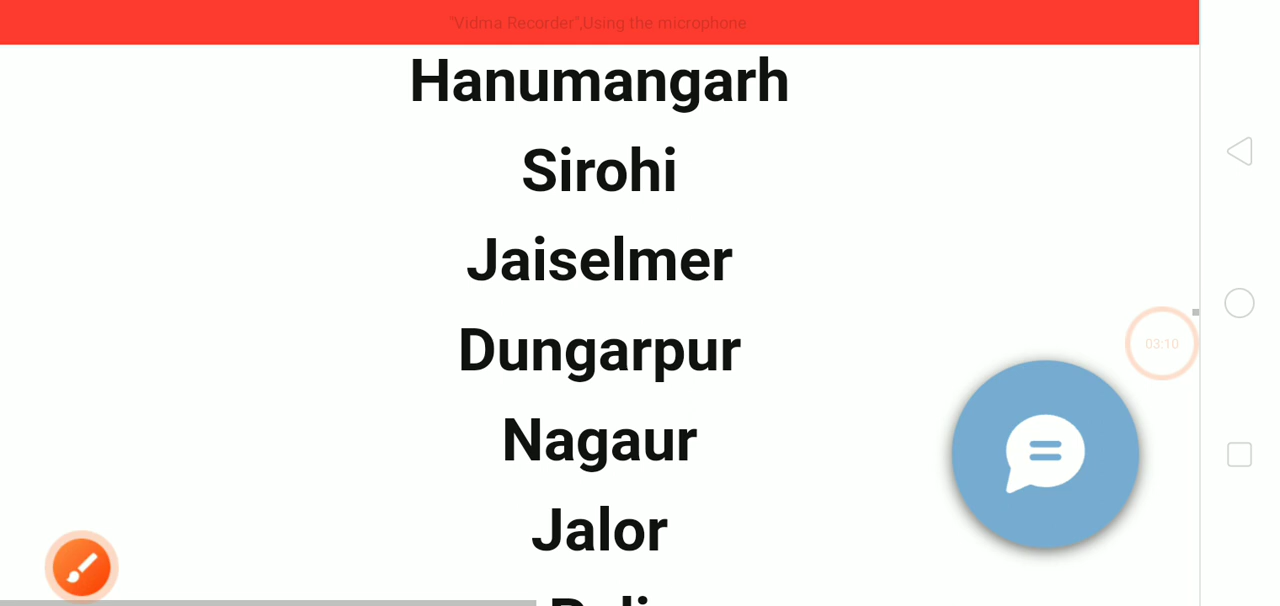 "Vidma Recorder",Using the microphone
Hanumangarh
Sirohi
Jaiselmer
Dungarpur
Nagaur
03:10
Jalor